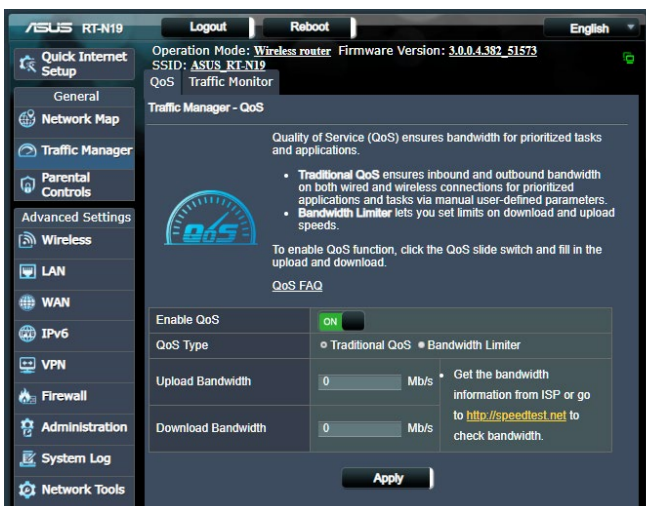 ASUS RT-N19
Logout
Reboot
English
Operation Mode: Wireless router Firmware Version: 3.0.0.4.382_51573
SSID: ASUS_RT-N19
Quick Internet
Setup
General
Network Map
Traffic Manager
Parental
Controls
Advanced Settings
Wireless
LAN
WAN
IPv6
VPN
Firewall
Administration
System Log
Network Tools
QoS Traffic Monitor
Traffic Manager - QoS
QoS
Quality of Service (QoS) ensures bandwidth for prioritized tasks
and applications.
• Traditional QoS ensures inbound and outbound bandwidth
on both wired and wireless connections for prioritized
applications and tasks via manual user-defined parameters.
• Bandwidth Limiter lets you set limits on download and upload
speeds.
To enable QoS function, click the QoS slide switch and fill in the
upload and download.
QoS FAQ
Enable QoS ON
QoS Type Traditional QoS Bandwidth Limiter
Upload Bandwidth 0 Mb/s
Download Bandwidth 0 Mb/s
• Get the bandwidth
information from ISP or go
to http://speedtest.net to
check bandwidth.
Apply